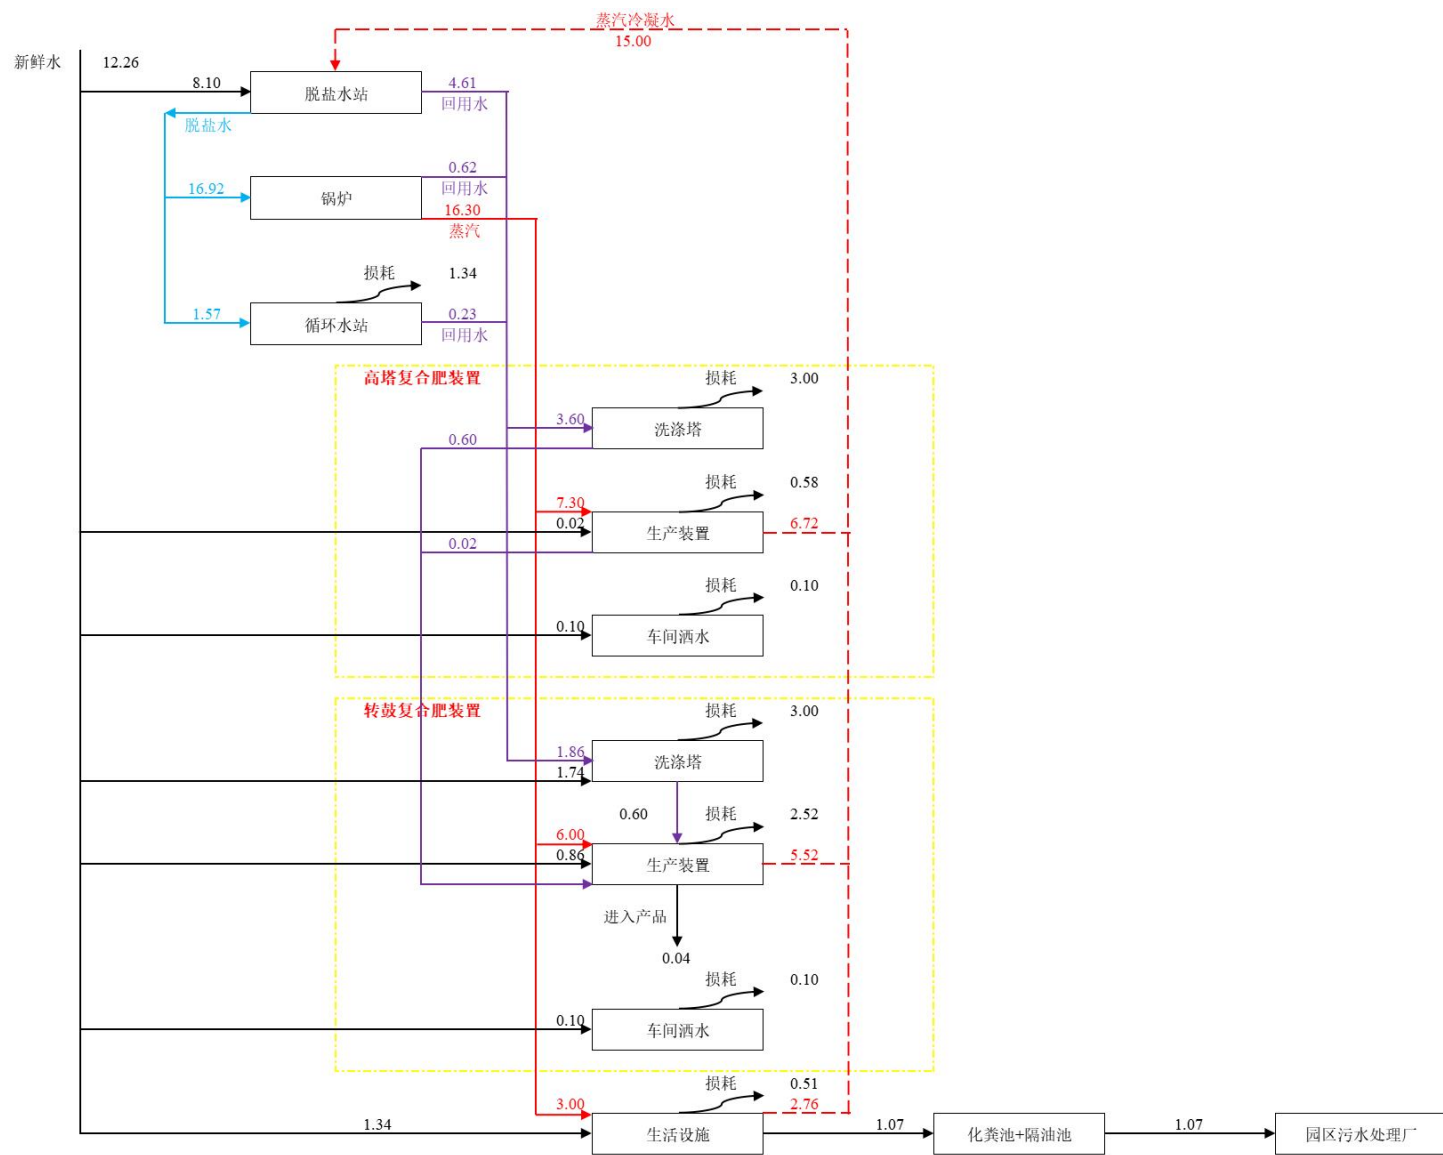 蒸汽冷凝水
15.00
新鲜水
12.26
8.10
脱盐水站
4.61
回用水
脱盐水
16.92
锅炉
0.62
回用水
16.30
蒸汽
损耗
1.34
1.57
循环水站
0.23
回用水
高塔复合肥装置
损耗
3.00
3.60
洗涤塔
0.60
损耗
0.58
7.30
0.02
生产装置
6.72
0.02
损耗
0.10
0.10
车间洒水
转鼓复合肥装置
损耗
3.00
1.86
1.74
洗涤塔
0.60
损耗
2.52
6.00
0.86
生产装置
5.52
进入产品
0.04
损耗
0.10
0.10
车间洒水
损耗
0.51
3.00
2.76
1.34
生活设施
1.07
化粪池+隔油池
1.07
园区污水处理厂